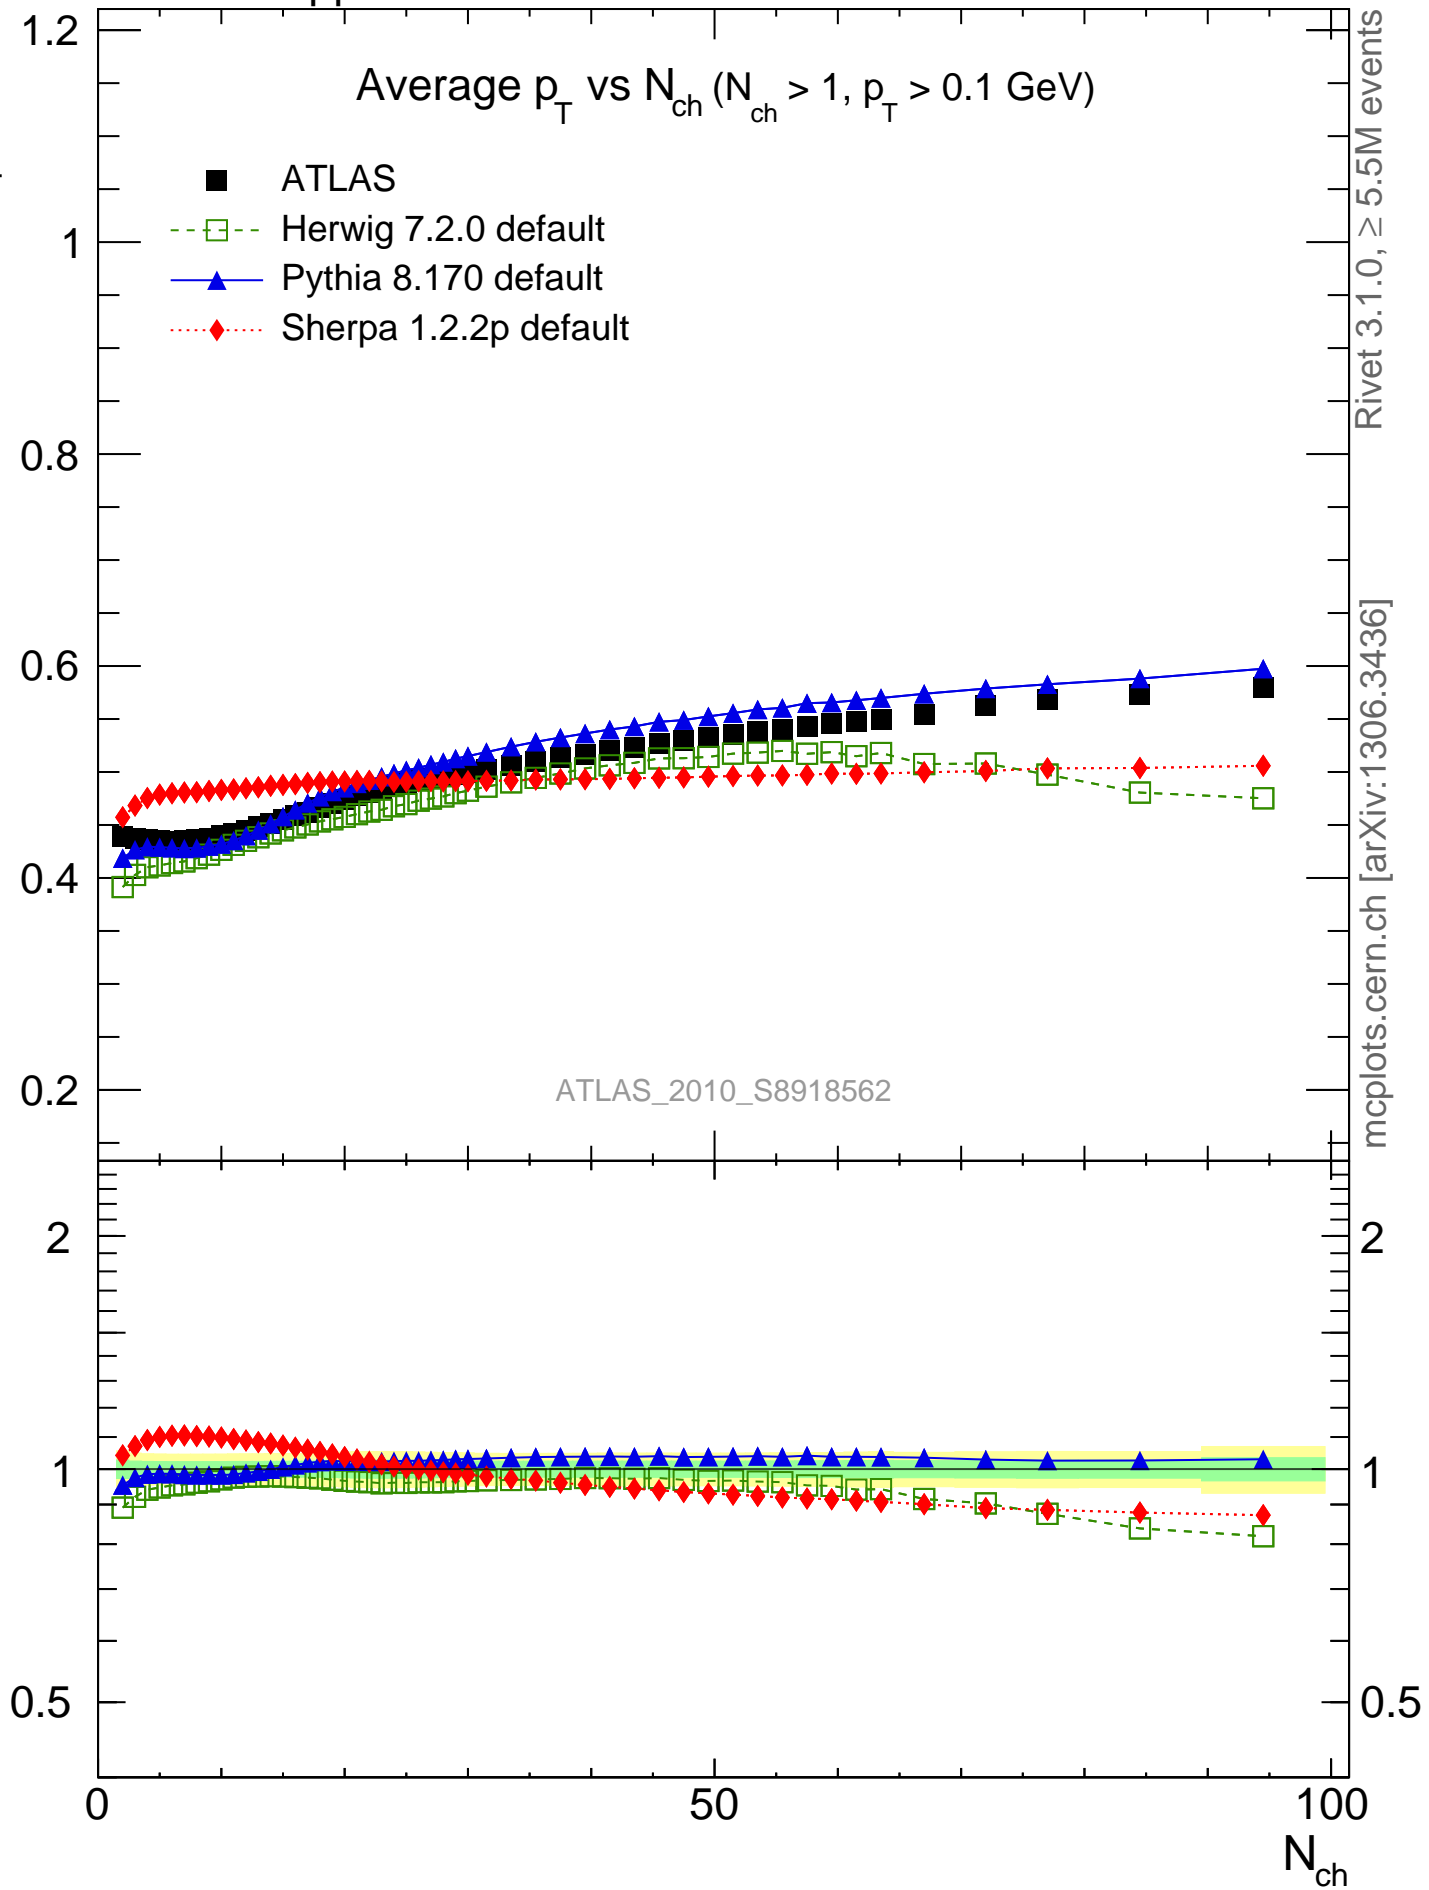 1.2
Average p_T vs N_ch (N_ch > 1, p_T > 0.1 GeV)
ATLAS
Herwig 7.2.0 default
Pythia 8.170 default
Sherpa 1.2.2p default
1
0.8
0.6
0.4
0.2
ATLAS_2010_S8918562
Rivet 3.1.0, ≥ 5.5M events
mcplots.cern.ch [arXiv:1306.3436]
2
2
1
1
0.5
0.5
0
50
100
N_ch